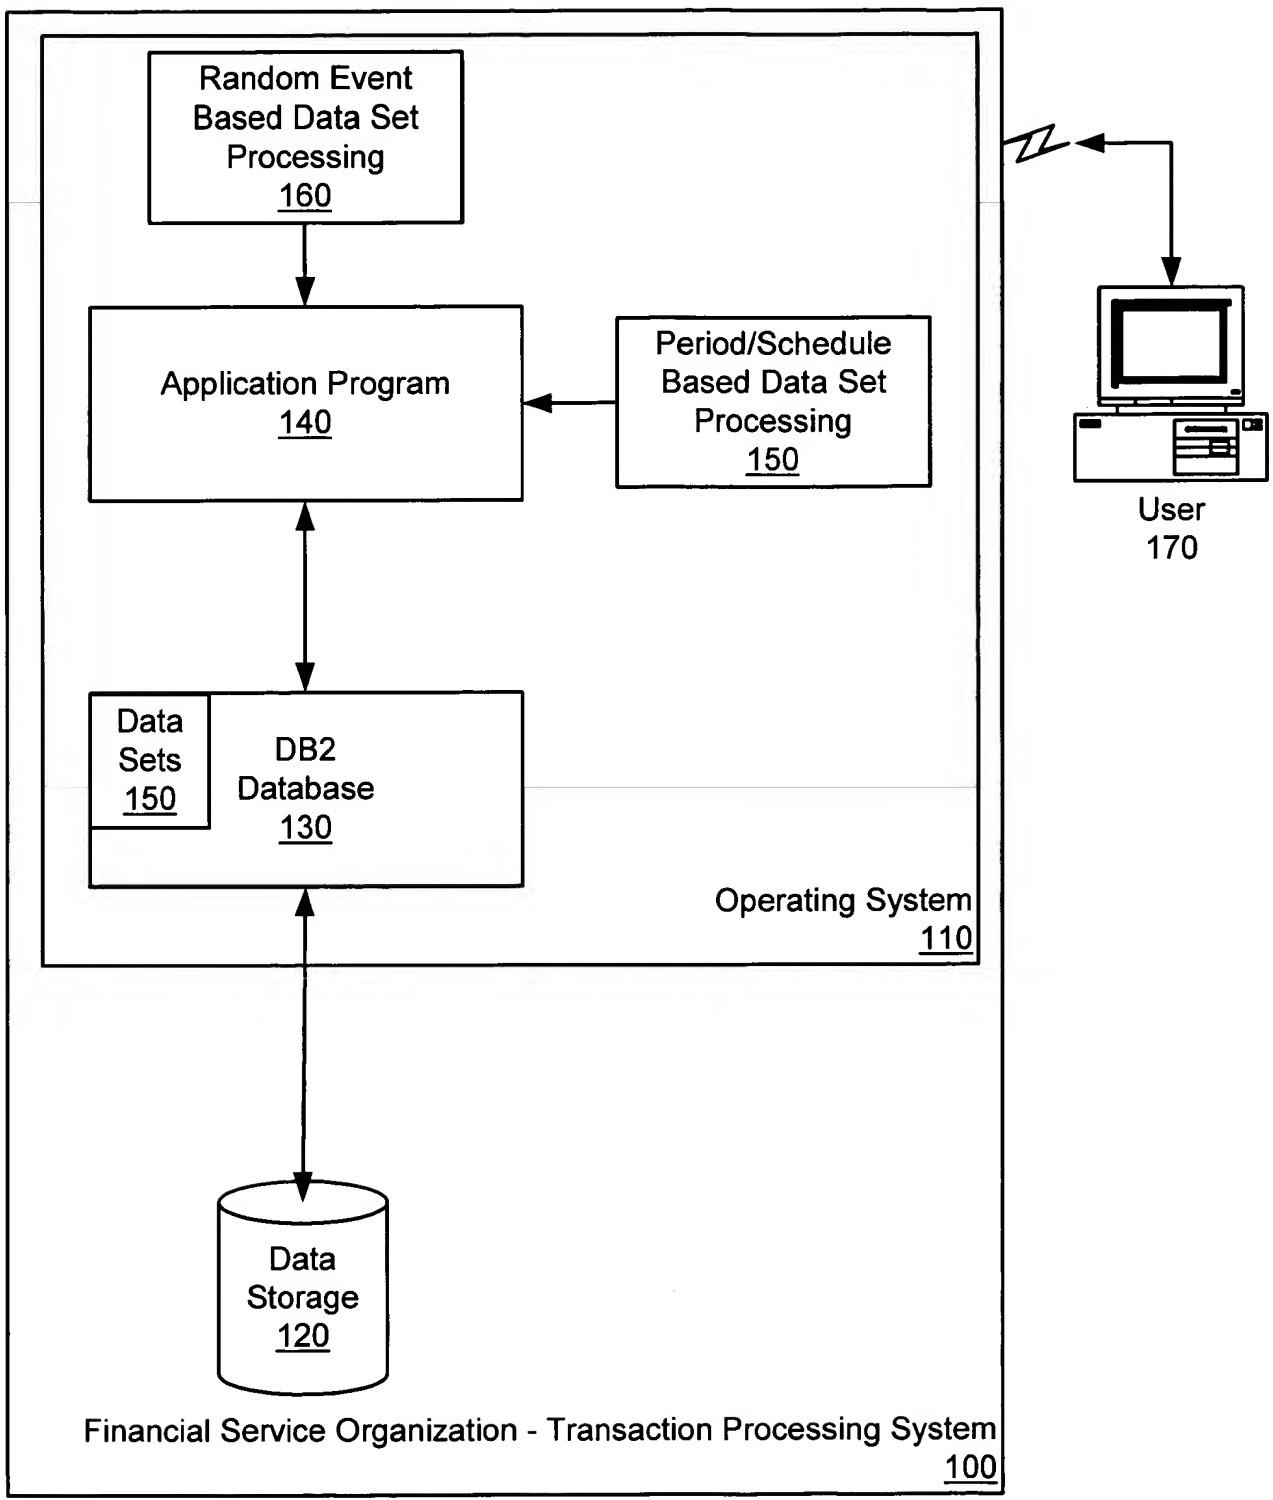 Random Event
Based Data Set
Processing
160
Application Program
140
Period/Schedule
Based Data Set
Processing
150
User
170
Data
Sets
150
DB2
Database
130
Operating System
110
Data
Storage
120
Financial Service Organization - Transaction Processing System
100